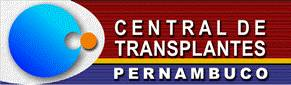 CENTRAL DE
TRANSPLANTES
PERNAMBUCO